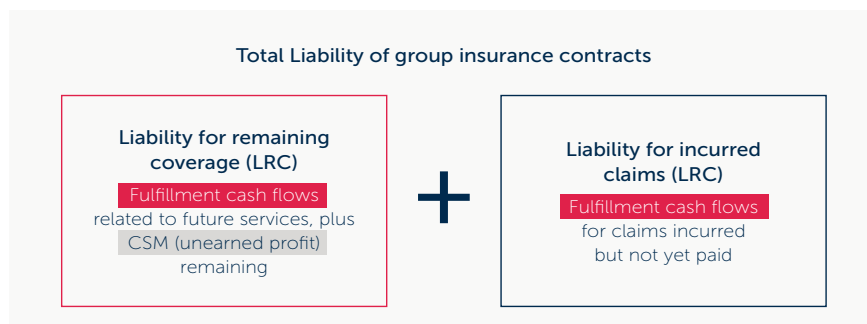 Total Liability of group insurance contracts
Liability for remaining
coverage (LRC)
Fulfillment cash flows
related to future services, plus
CSM (unearned profit)
remaining
+
Liability for incurred
claims (LRC)
Fulfillment cash flows
for claims incurred
but not yet paid